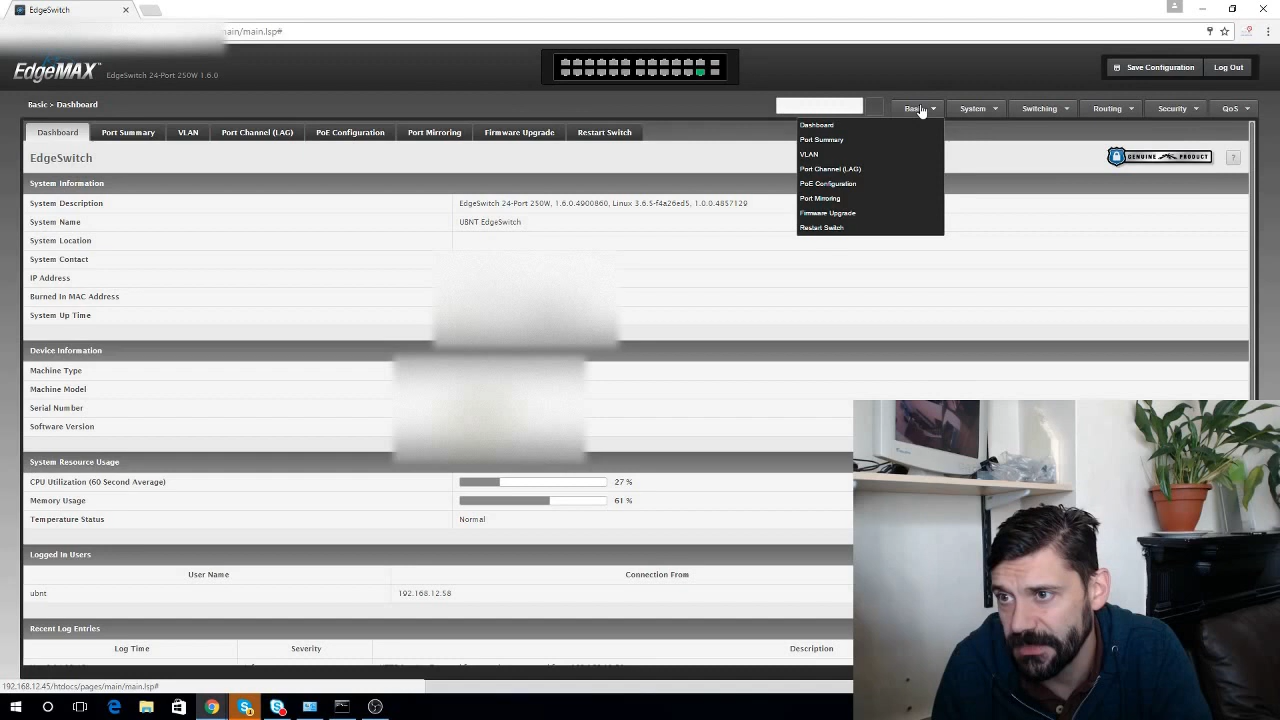 EdgeSwitch
ain/main.lsp#
EdgeMAX EdgeSwitch 24-Port 250W 1.6.0
Save Configuration Log Out
Basic > Dashboard
Basic System Switching Routing Security QoS
Dashboard Port Summary VLAN Port Channel (LAG) PoE Configuration Port Mirroring Firmware Upgrade Restart Switch
Dashboard
Port Summary
VLAN
Port Channel (LAG)
PoE Configuration
Port Mirroring
Firmware Upgrade
Restart Switch
EdgeSwitch
GENUINE PRODUCT ?
System Information
System Description EdgeSwitch 24-Port 250W, 1.6.0.4900860, Linux 3.6.5-f4a26ed5, 1.0.0.4857129
System Name UBNT EdgeSwitch
System Location
System Contact
IP Address
Burned In MAC Address
System Up Time
Device Information
Machine Type
Machine Model
Serial Number
Software Version
System Resource Usage
CPU Utilization (60 Second Average) 27 %
Memory Usage 61 %
Temperature Status Normal
Logged In Users
User Name Connection From
ubnt 192.168.12.58
Recent Log Entries
Log Time Severity Description
192.168.12.45/htdocs/pages/main/main.lsp#